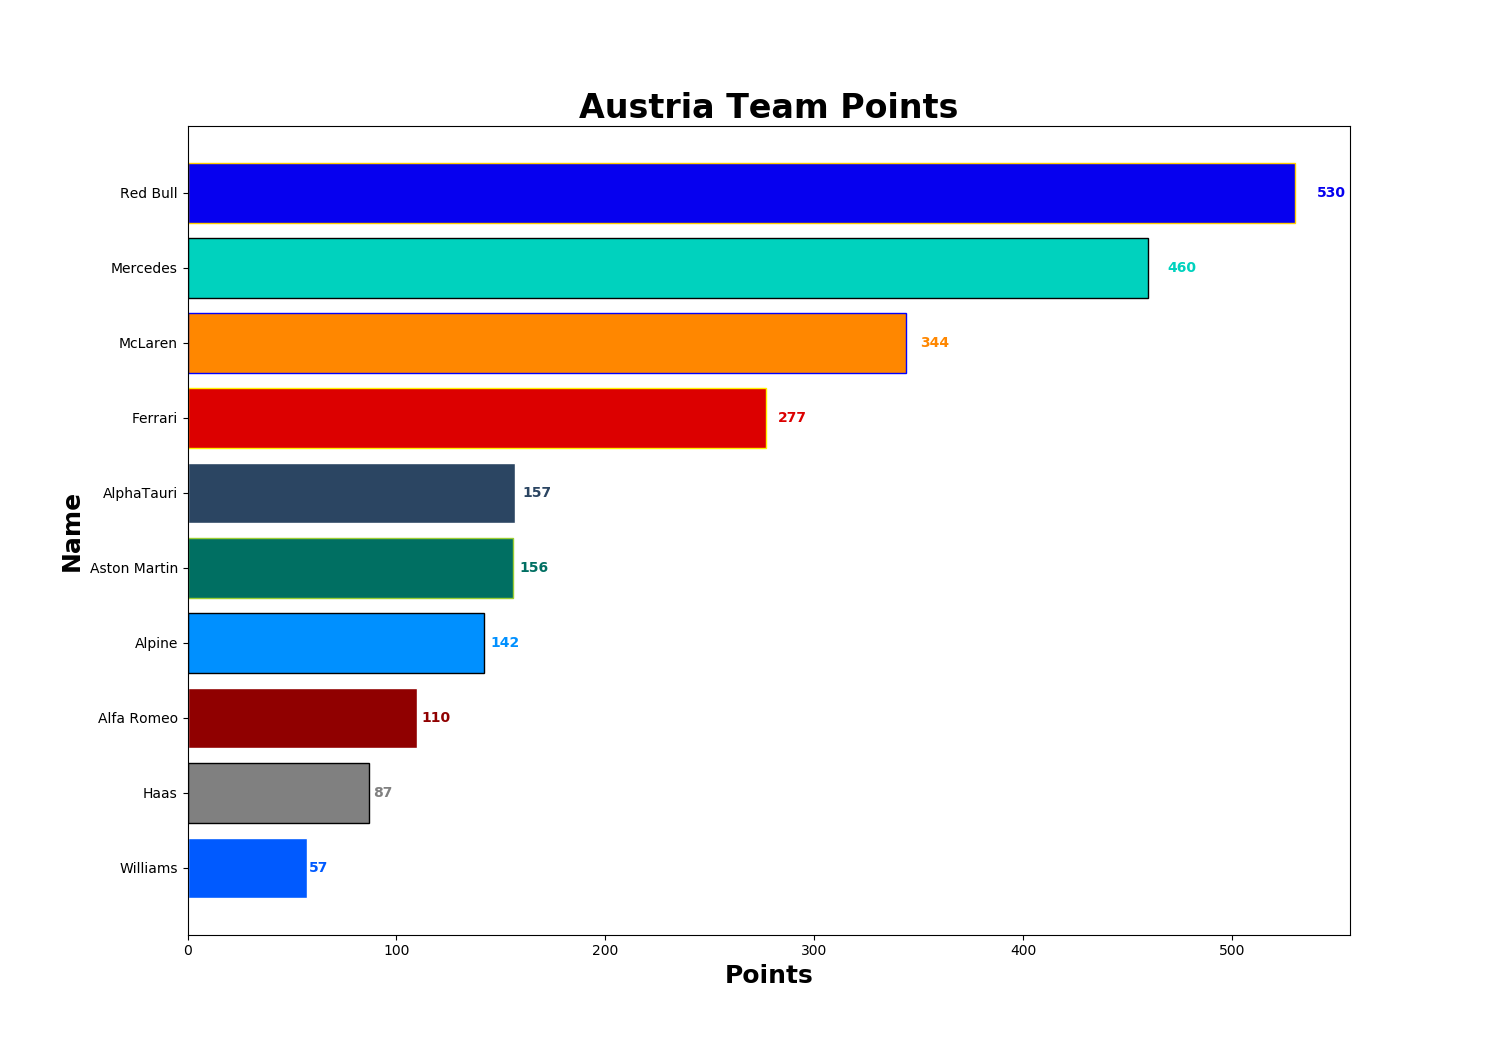 Austria Team Points
Name
Red Bull 530
Mercedes 460
McLaren 344
Ferrari 277
AlphaTauri 157
Aston Martin 156
Alpine 142
Alfa Romeo 110
Haas 87
Williams 57
0 100 200 300 400 500
Points